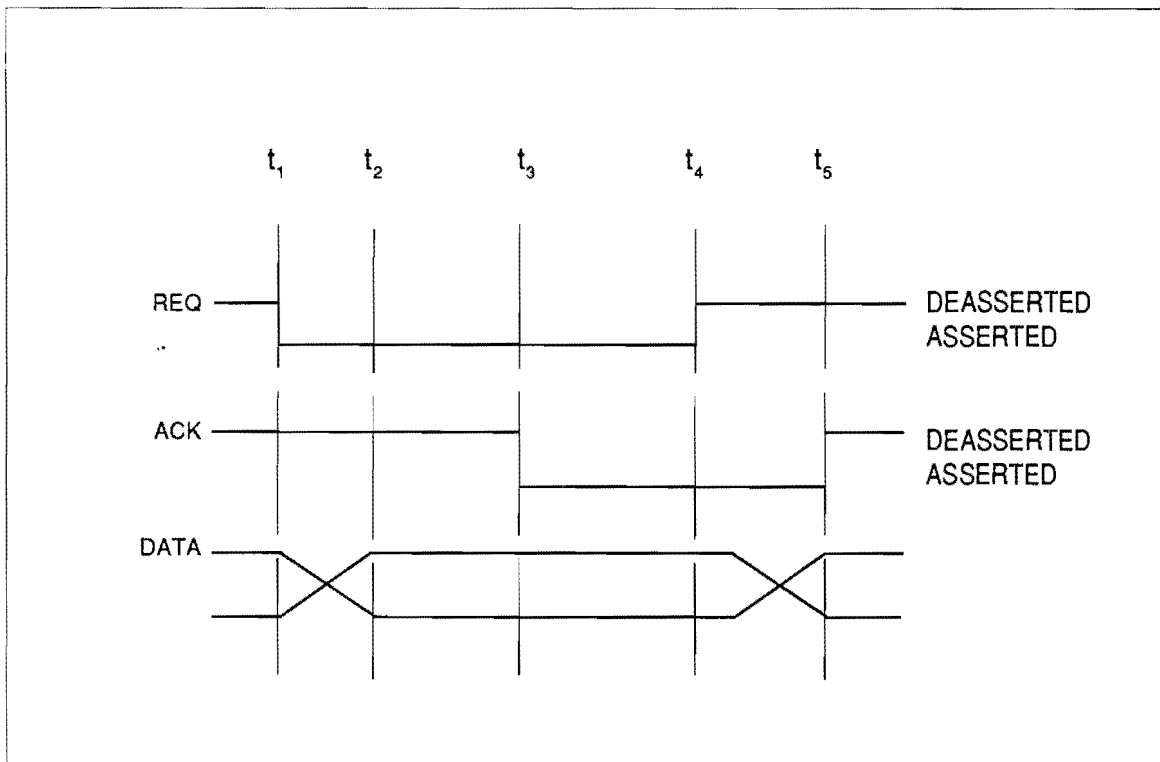 t₁ t₂ t₃ t₄ t₅
REQ DEASSERTED
ASSERTED
ACK DEASSERTED
ASSERTED
DATA